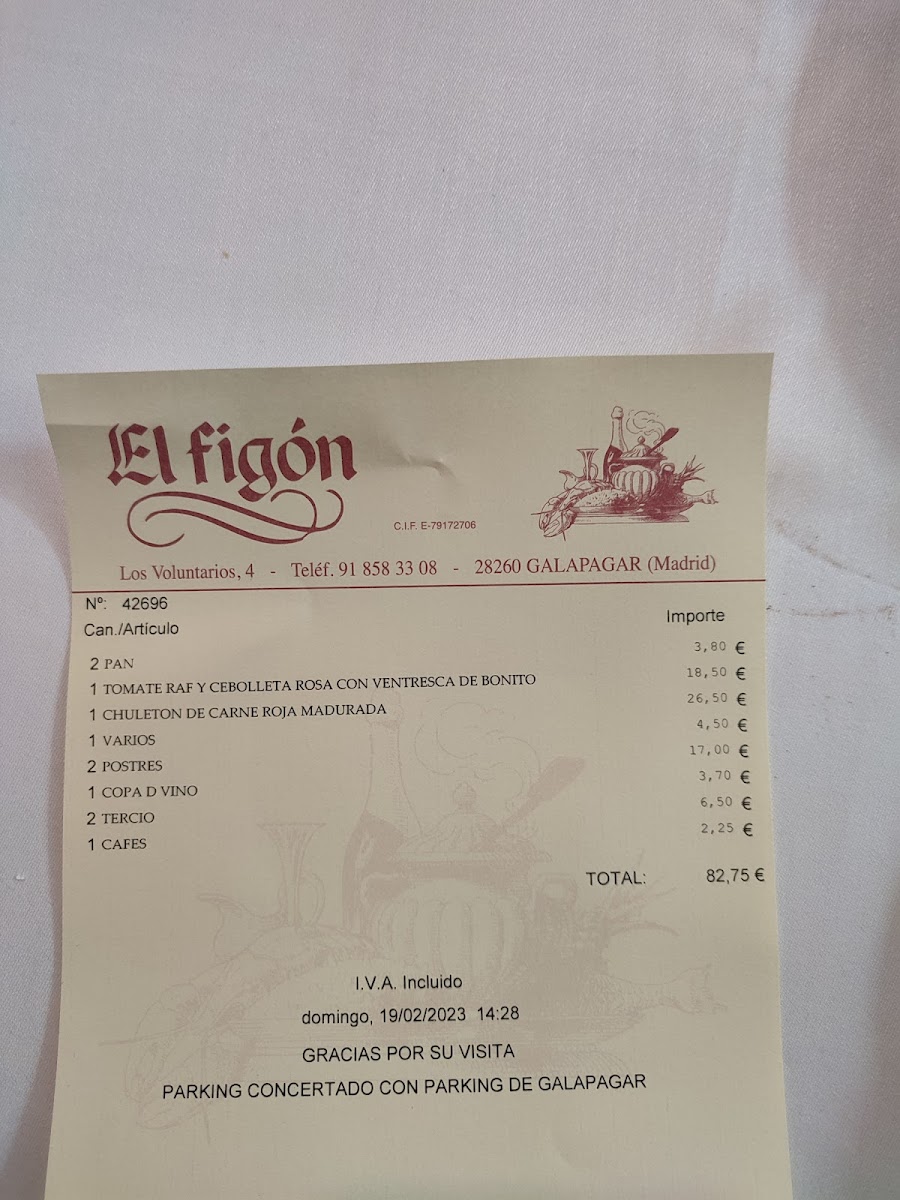 El figón
C.I.F. E-79172706
Los Voluntarios, 4 - Teléf. 91 858 33 08 - 28260 GALAPAGAR (Madrid)
Nº: 42696
Can./Artículo Importe
2 PAN 3,80 €
1 TOMATE RAF Y CEBOLLETA ROSA CON VENTRESCA DE BONITO 18,50 €
1 CHULETON DE CARNE ROJA MADURADA 26,50 €
1 VARIOS 4,50 €
2 POSTRES 17,00 €
1 COPA D VINO 3,70 €
2 TERCIO 6,50 €
1 CAFES 2,25 €
TOTAL: 82,75 €
I.V.A. Incluido
domingo, 19/02/2023 14:28
GRACIAS POR SU VISITA
PARKING CONCERTADO CON PARKING DE GALAPAGAR